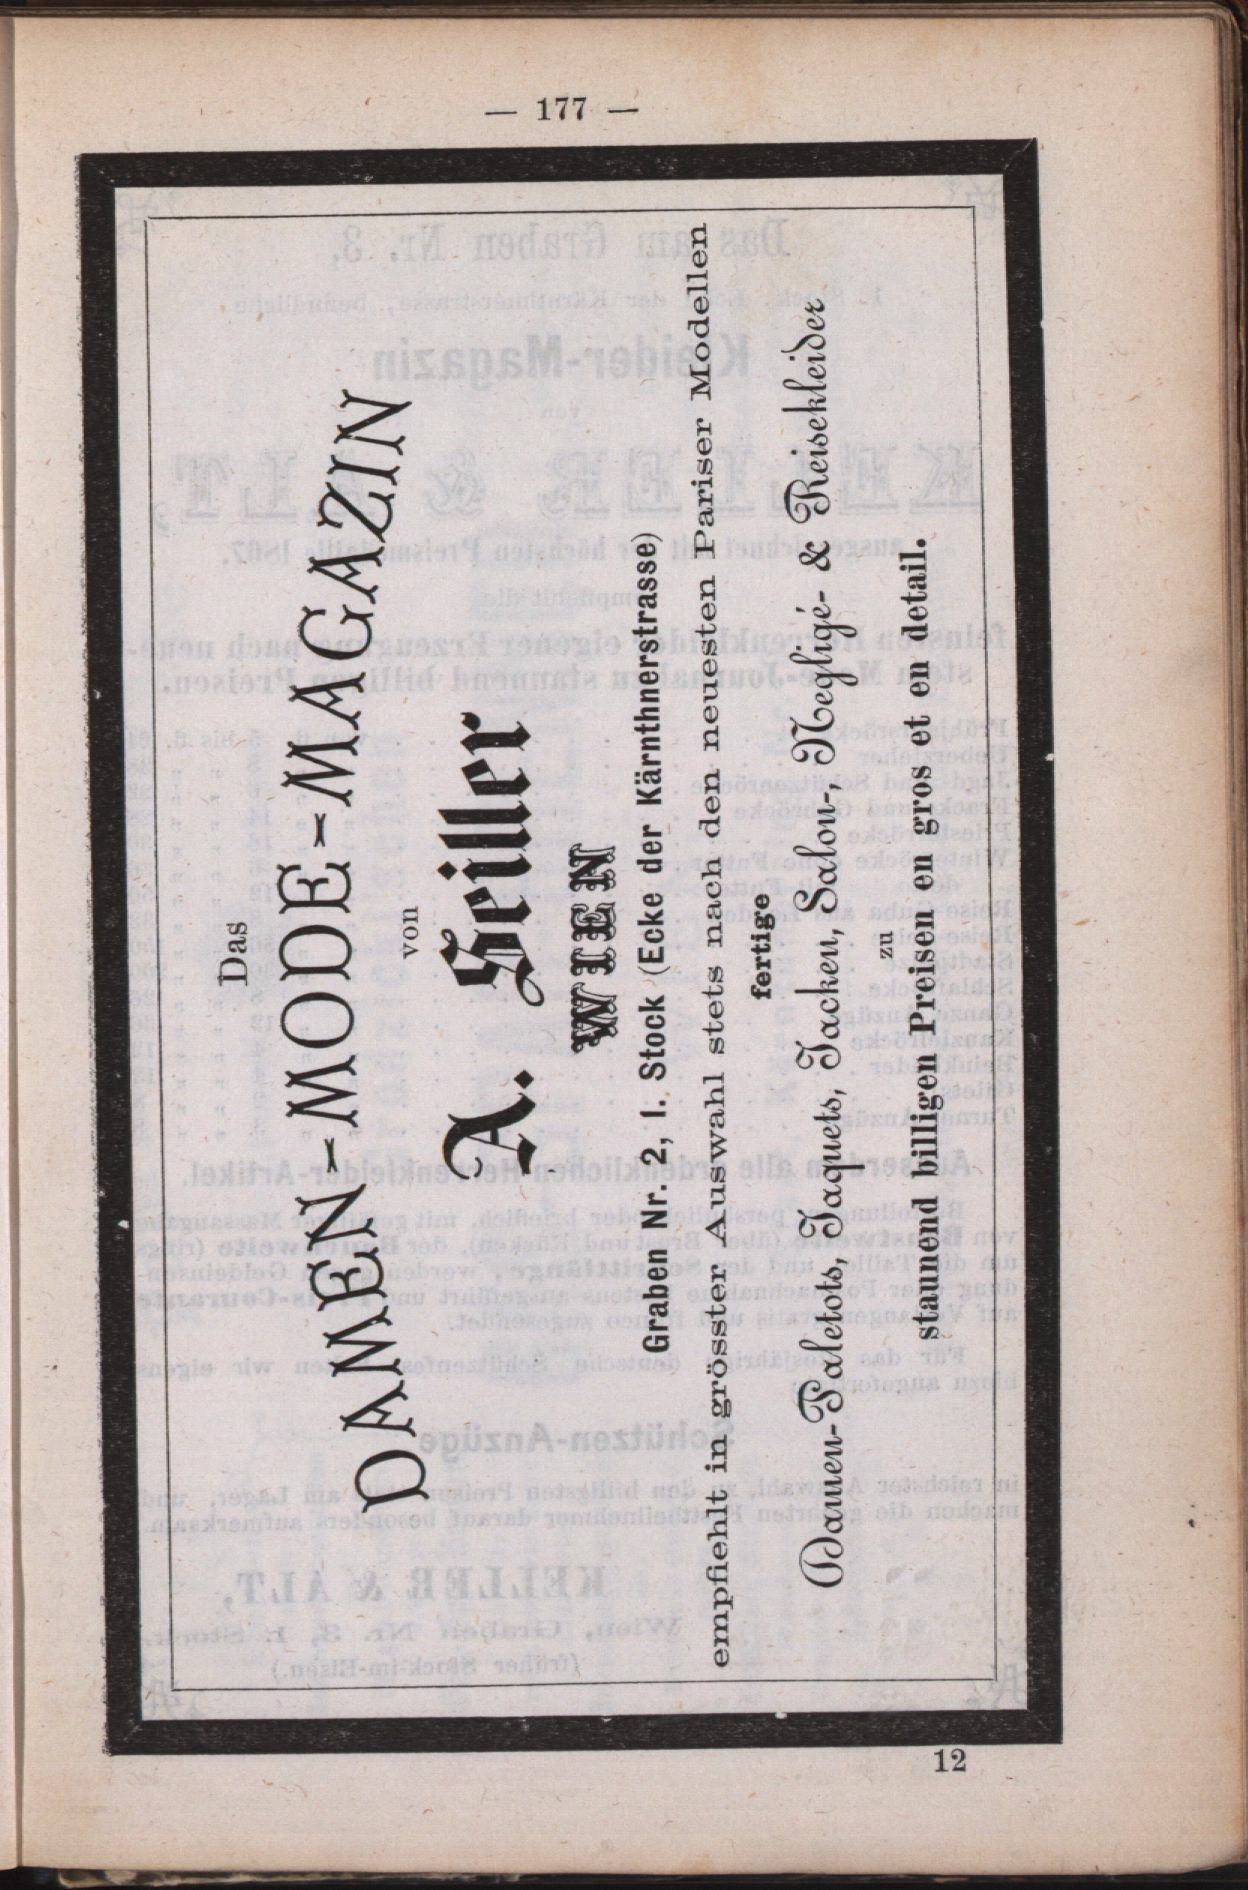 — 177 —
Das
DAMEN-MODE-MAGAZIN
von
A. Heiller
WIEN
Graben Nr. 2, I. Stock (Ecke der Kärnthnerstrasse)
empfiehlt in grösster Auswahl stets nach den neuesten Pariser Modellen
fertige
Damen-Paletots, Jaquets, Jacken, Salon-, Negligé- & Reisekleider
zu
staunend billigen Preisen en gros et en detail.
12